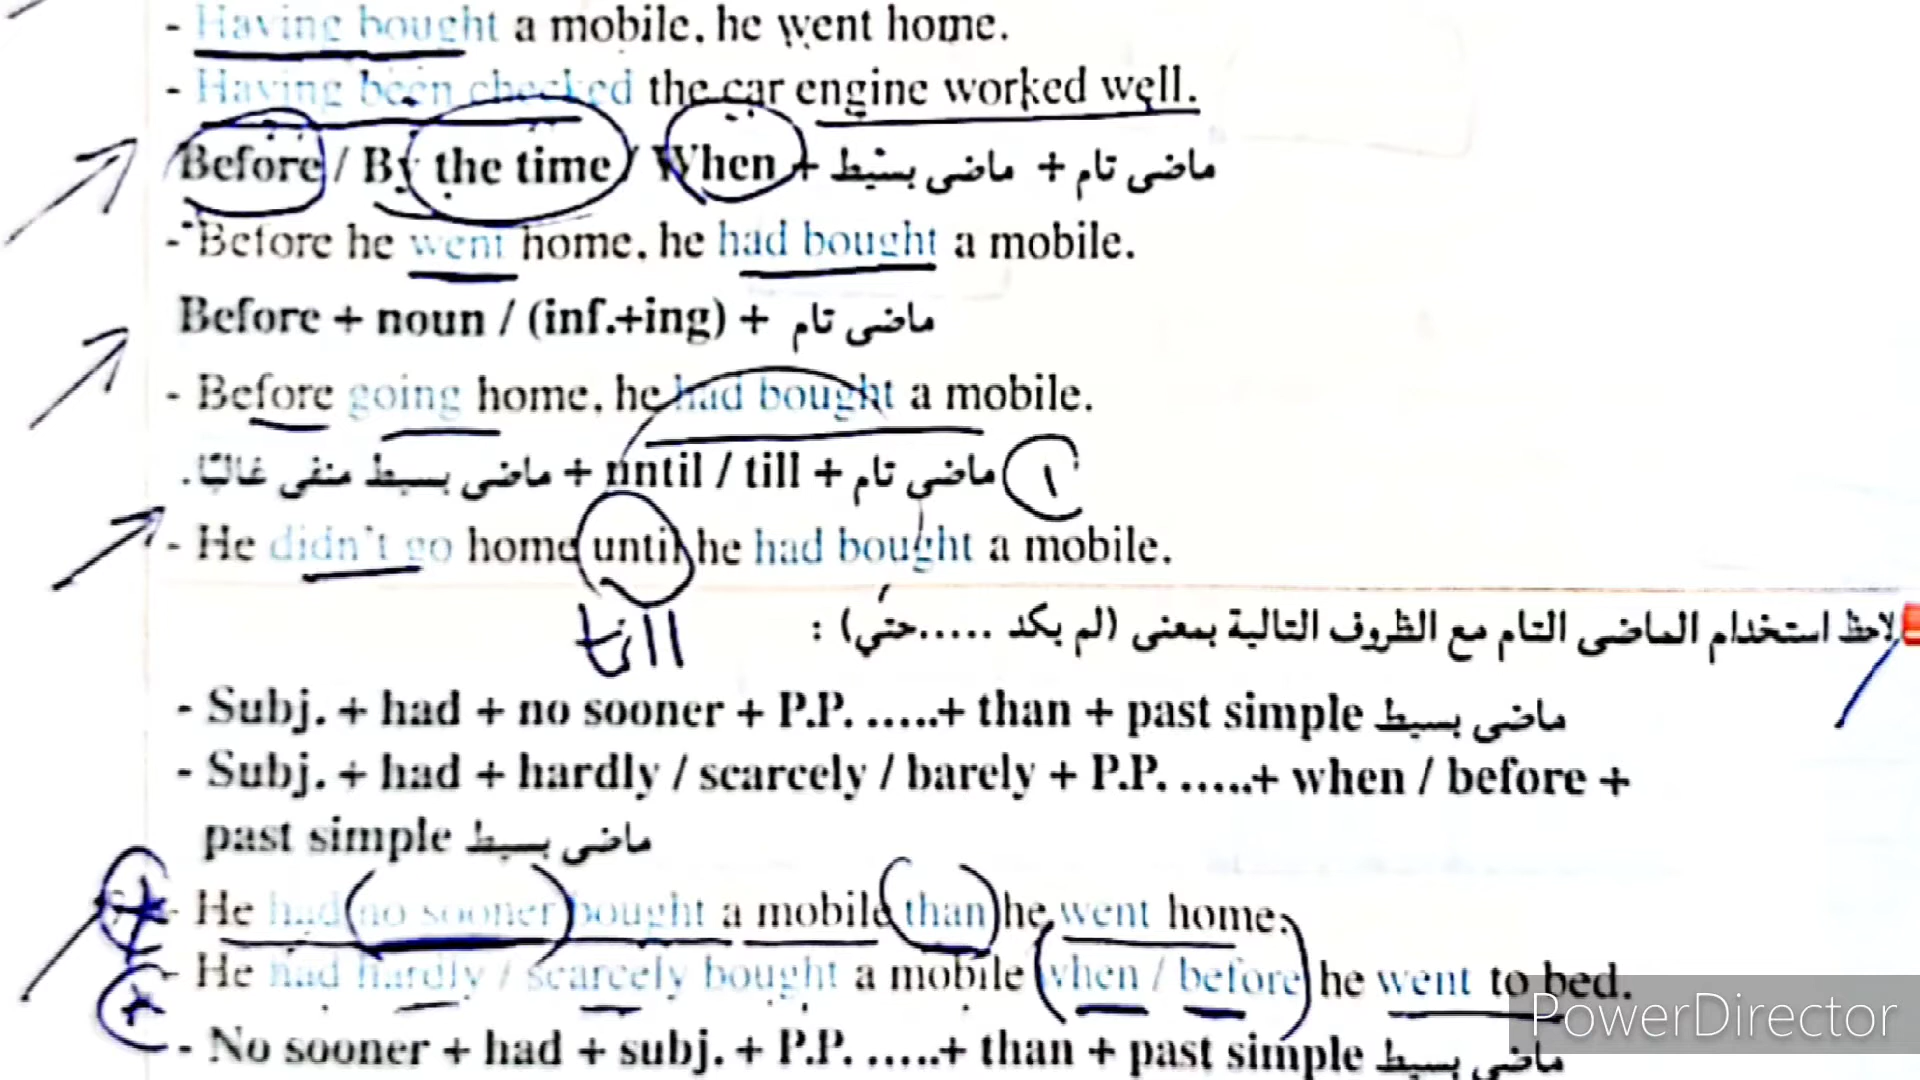 - Having bought a mobile, he went home.
- Having been checked the car engine worked well.
Before / By the time / When + ماضى بسيط + ماضى تام
- Before he went home, he had bought a mobile.
Before + noun / (inf.+ing) + ماضى تام
- Before going home, he had bought a mobile.
ماضى تام + until / till + ماضى بسيط منفى غالبًا. ١
- He didn't go home until he had bought a mobile.
till
لاحظ استخدام الماضى التام مع الظروف التالية بمعنى (لم يكد .....حتى) :
- Subj. + had + no sooner + P.P. .....+ than + past simple ماضى بسيط
- Subj. + had + hardly / scarcely / barely + P.P. .....+ when / before +
past simple ماضى بسيط
- He had no sooner bought a mobile than he went home.
- He had hardly / scarcely bought a mobile when / before he went to bed.
PowerDirector
- No sooner + had + subj. + P.P. .....+ than + past simple ماضى بسيط